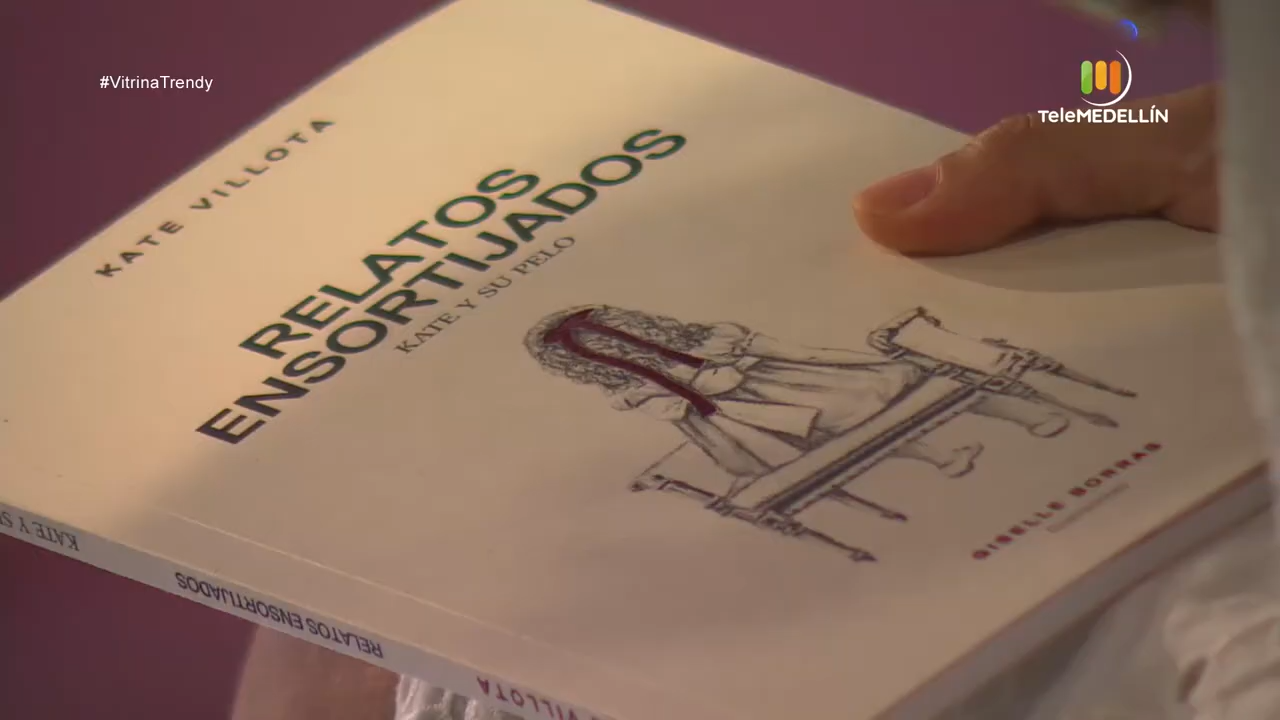 #VitrinaTrendy
TeleMEDELLÍN
KATE VILLOTA
RELATOS
ENSORTIJADOS
KATE Y SU PELO
GISELLE BORRAS
KATE Y SU
RELATOS ENSORTIJADOS
VILLOTA